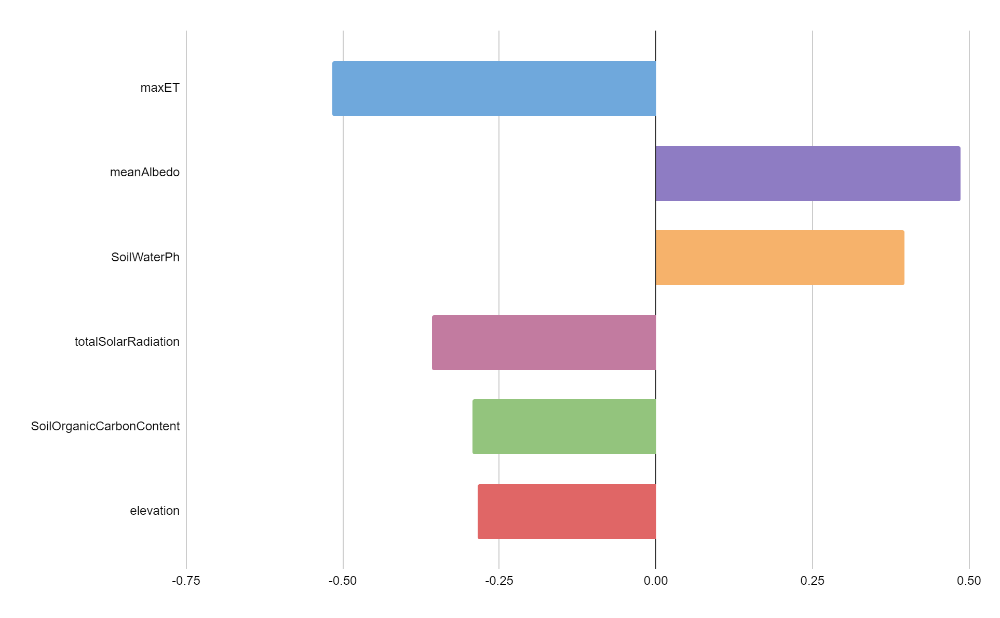 maxET
meanAlbedo
SoilWaterPh
totalSolarRadiation
SoilOrganicCarbonContent
elevation
-0.75 -0.50 -0.25 0.00 0.25 0.50